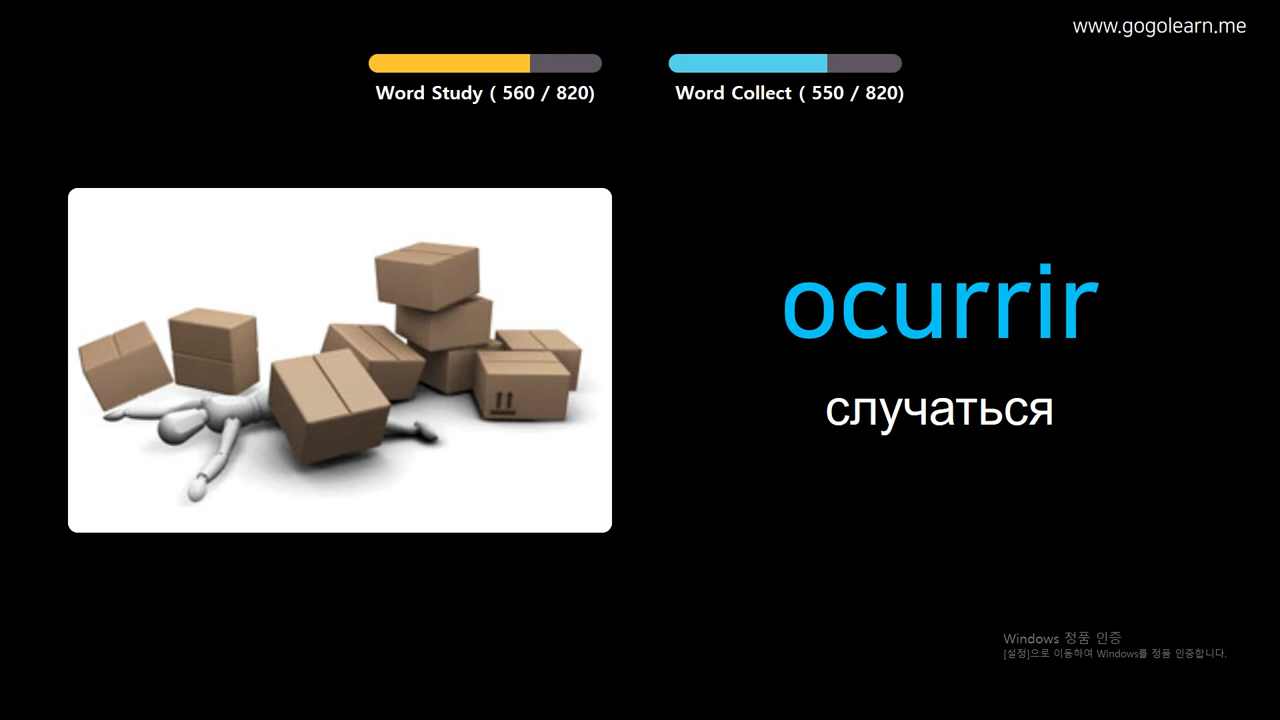 www.gogolearn.me
Word Study ( 560 / 820)
Word Collect ( 550 / 820)
ocurrir
случаться
Windows 정품 인증
[설정]으로 이동하여 Windows를 정품 인증합니다.